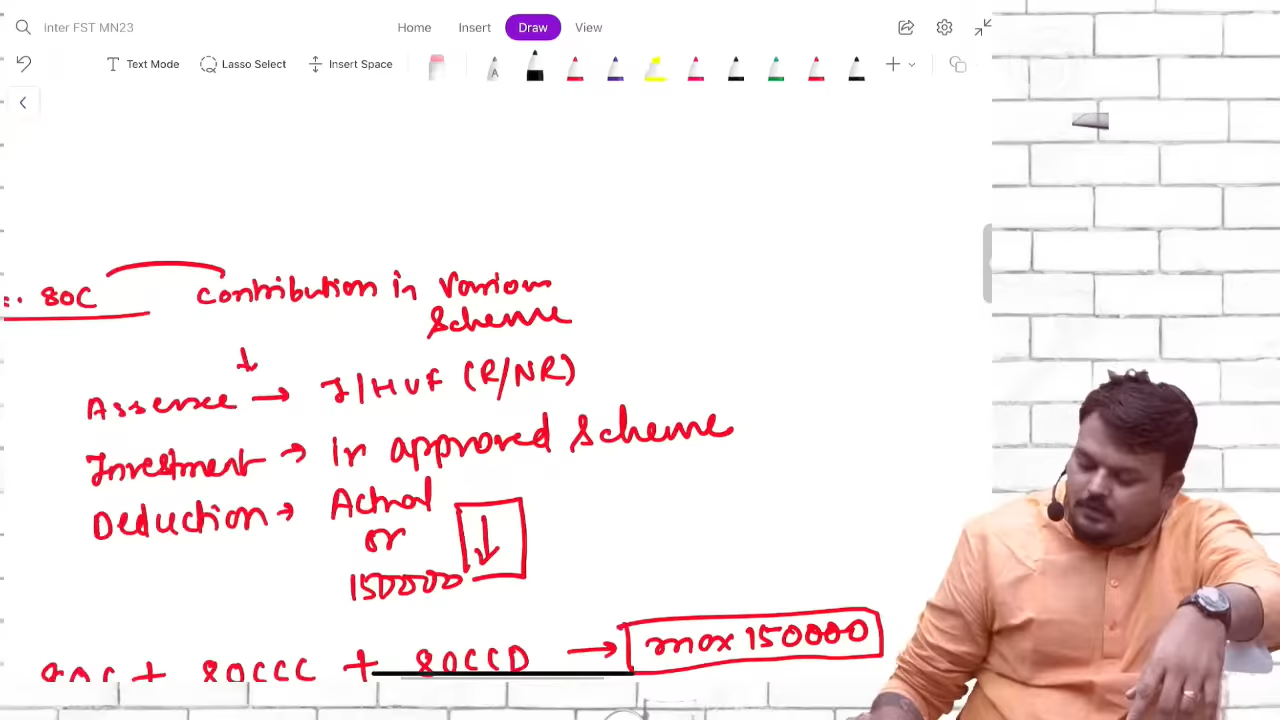 inter FST MN23
Home Insert Draw View
Text Mode Lasso Select Insert Space
80C Contribution in Various
Scheme
Assessee → I/HUF (R/NR)
Investment → In approved Scheme
Deduction → Actual ↓
or
150000
80C + 80CCC + 80CCD → max 150000